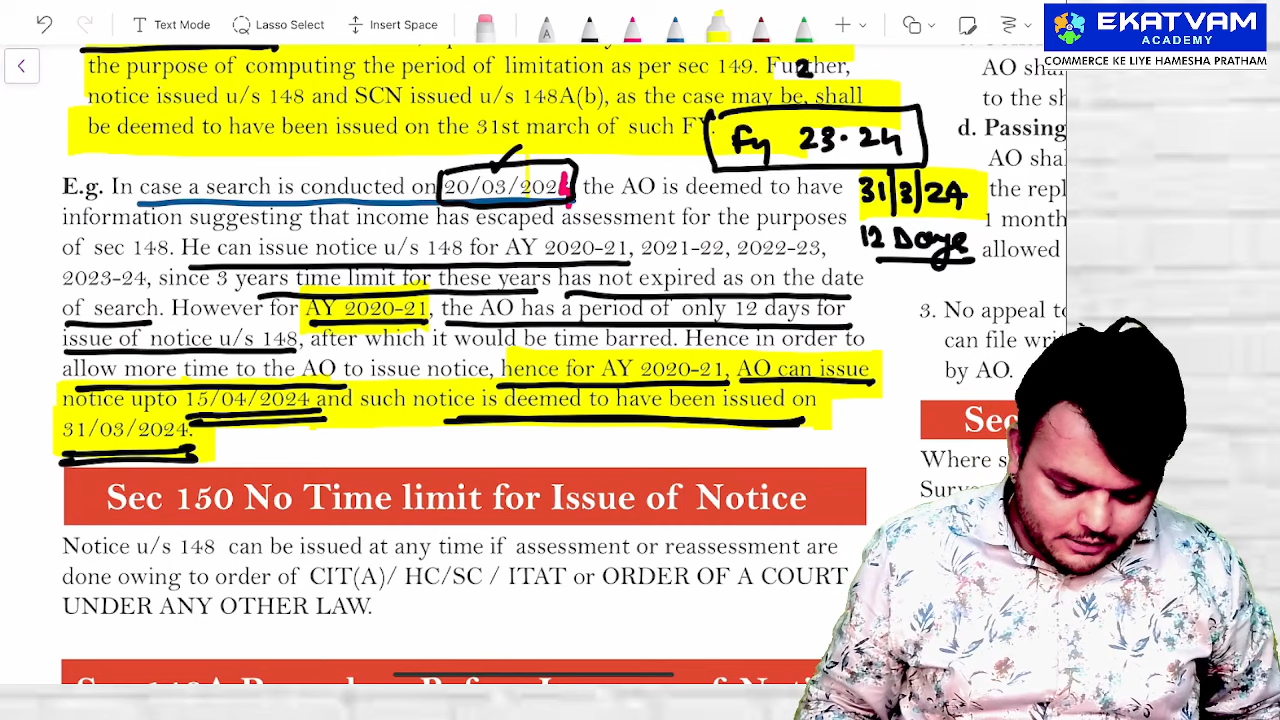 Text Mode
Lasso Select
Insert Space
EKATVAM
ACADEMY
COMMERCE KE LIYE HAMESHA PRATHAM
the purpose of computing the period of limitation as per sec 149. Further,
notice issued u/s 148 and SCN issued u/s 148A(b), as the case may be, shall
be deemed to have been issued on the 31st march of such FY.
2
Fy 23-24
E.g. In case a search is conducted on 20/03/2024, the AO is deemed to have
31/3/24
information suggesting that income has escaped assessment for the purposes
12 Days
of sec 148. He can issue notice u/s 148 for AY 2020-21, 2021-22, 2022-23,
2023-24, since 3 years time limit for these years has not expired as on the date
of search. However for AY 2020-21, the AO has a period of only 12 days for
issue of notice u/s 148, after which it would be time barred. Hence in order to
allow more time to the AO to issue notice, hence for AY 2020-21, AO can issue
notice upto 15/04/2024 and such notice is deemed to have been issued on
31/03/2024.
Sec 150 No Time limit for Issue of Notice
Notice u/s 148 can be issued at any time if assessment or reassessment are
done owing to order of CIT(A)/ HC/SC / ITAT or ORDER OF A COURT
UNDER ANY OTHER LAW.
AO
to the
d. Passing
AO
the
1 month
allowed
3. No appeal
can file
by AO.
Sec
Where